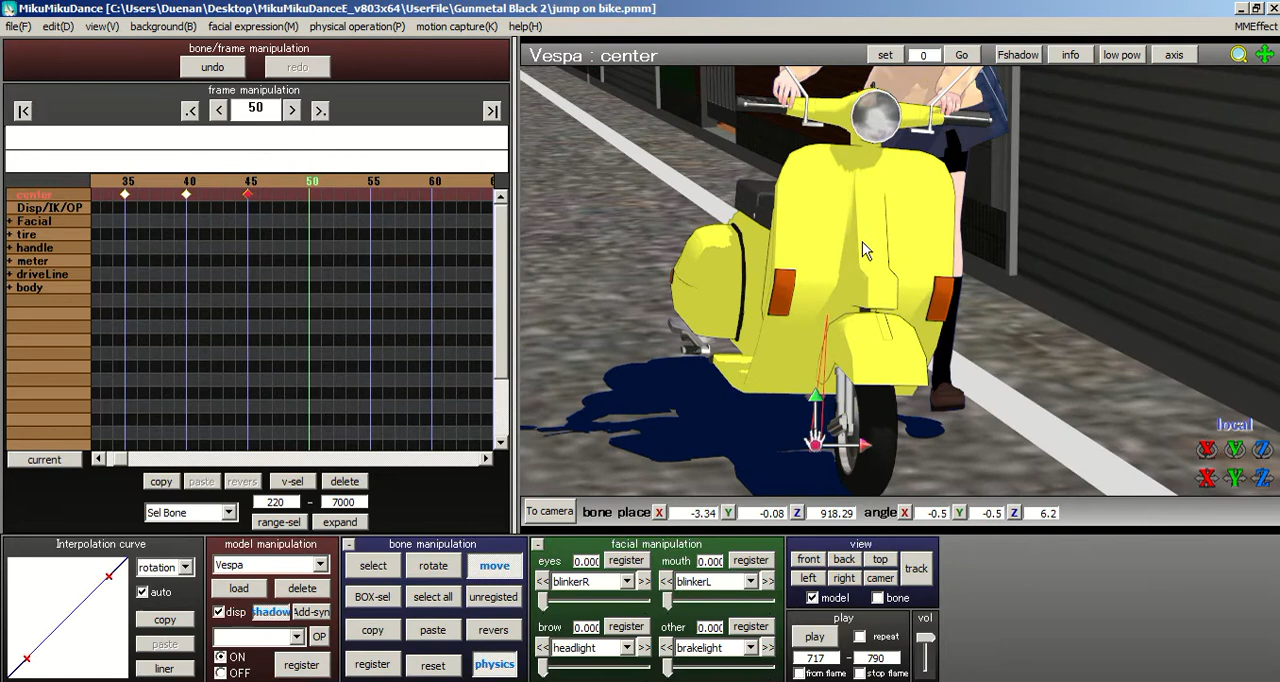 MikuMikuDance [C:\Users\Duenan\Desktop\MikuMikuDanceE_v803x64\UserFile\Gunmetal Black 2\jump on bike.pmm]
file(F) edit(D) view(V) background(B) facial expression(M) physical operation(P) motion capture(K) help(H) MMEffect
bone/frame manipulation
undo redo
frame manipulation
|< .< < 50 > >. >|
35 40 45 50 55 60 6
center
Disp/IK/OP
+ Facial
+ tire
+ handle
+ meter
+ driveLine
+ body
current
copy paste revers v-sel delete
Sel Bone 220 - 7000
range-sel expand
Vespa : center set 0 Go Fshadow info low pow axis
local
X Y Z
X Y Z
To camera bone place X -3.34 Y -0.08 Z 918.29 angle X -0.5 Y -0.5 Z 6.2
Interpolation curve
rotation
auto
copy
paste
liner
model manipulation
Vespa
load delete
disp shadow Add-syn
OP
ON
OFF
register
- bone manipulation
select rotate move
BOX-sel select all unregisted
copy paste revers
register reset physics
- facial manipulation
eyes 0.000 register mouth 0.000 register
<< blinkerR >> << blinkerL >>
brow 0.000 register other 0.000 register
<< headlight >> << brakelight >>
view
front back top track
left right camer
model bone
play
play repeat
717 - 790
from flame stop flame
vol